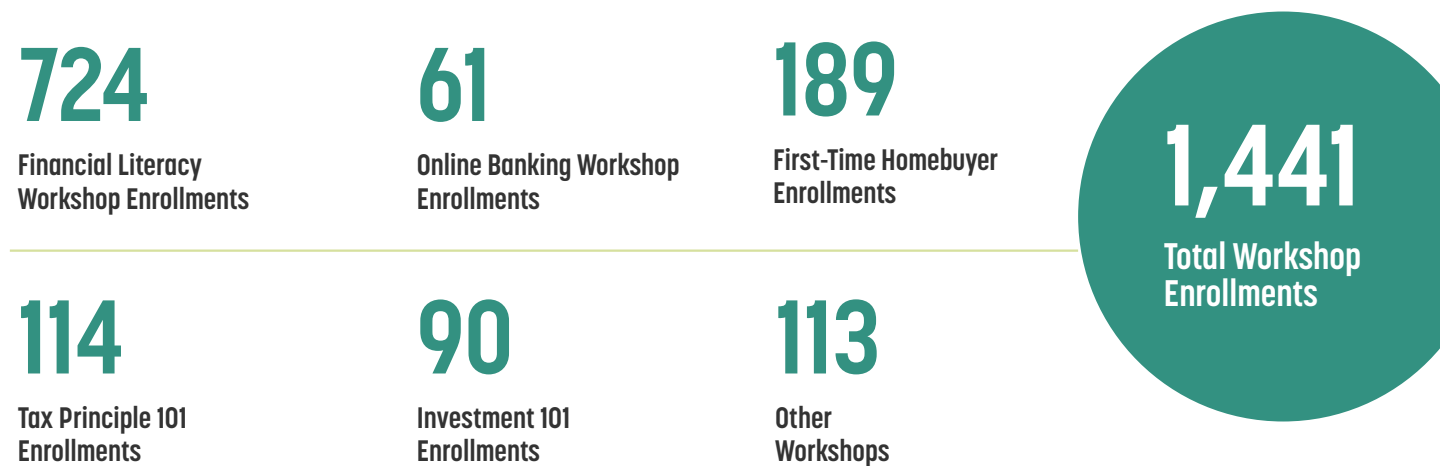 724
Financial Literacy
Workshop Enrollments
61
Online Banking Workshop
Enrollments
189
First-Time Homebuyer
Enrollments
1,441
Total Workshop
Enrollments
114
Tax Principle 101
Enrollments
90
Investment 101
Enrollments
113
Other
Workshops